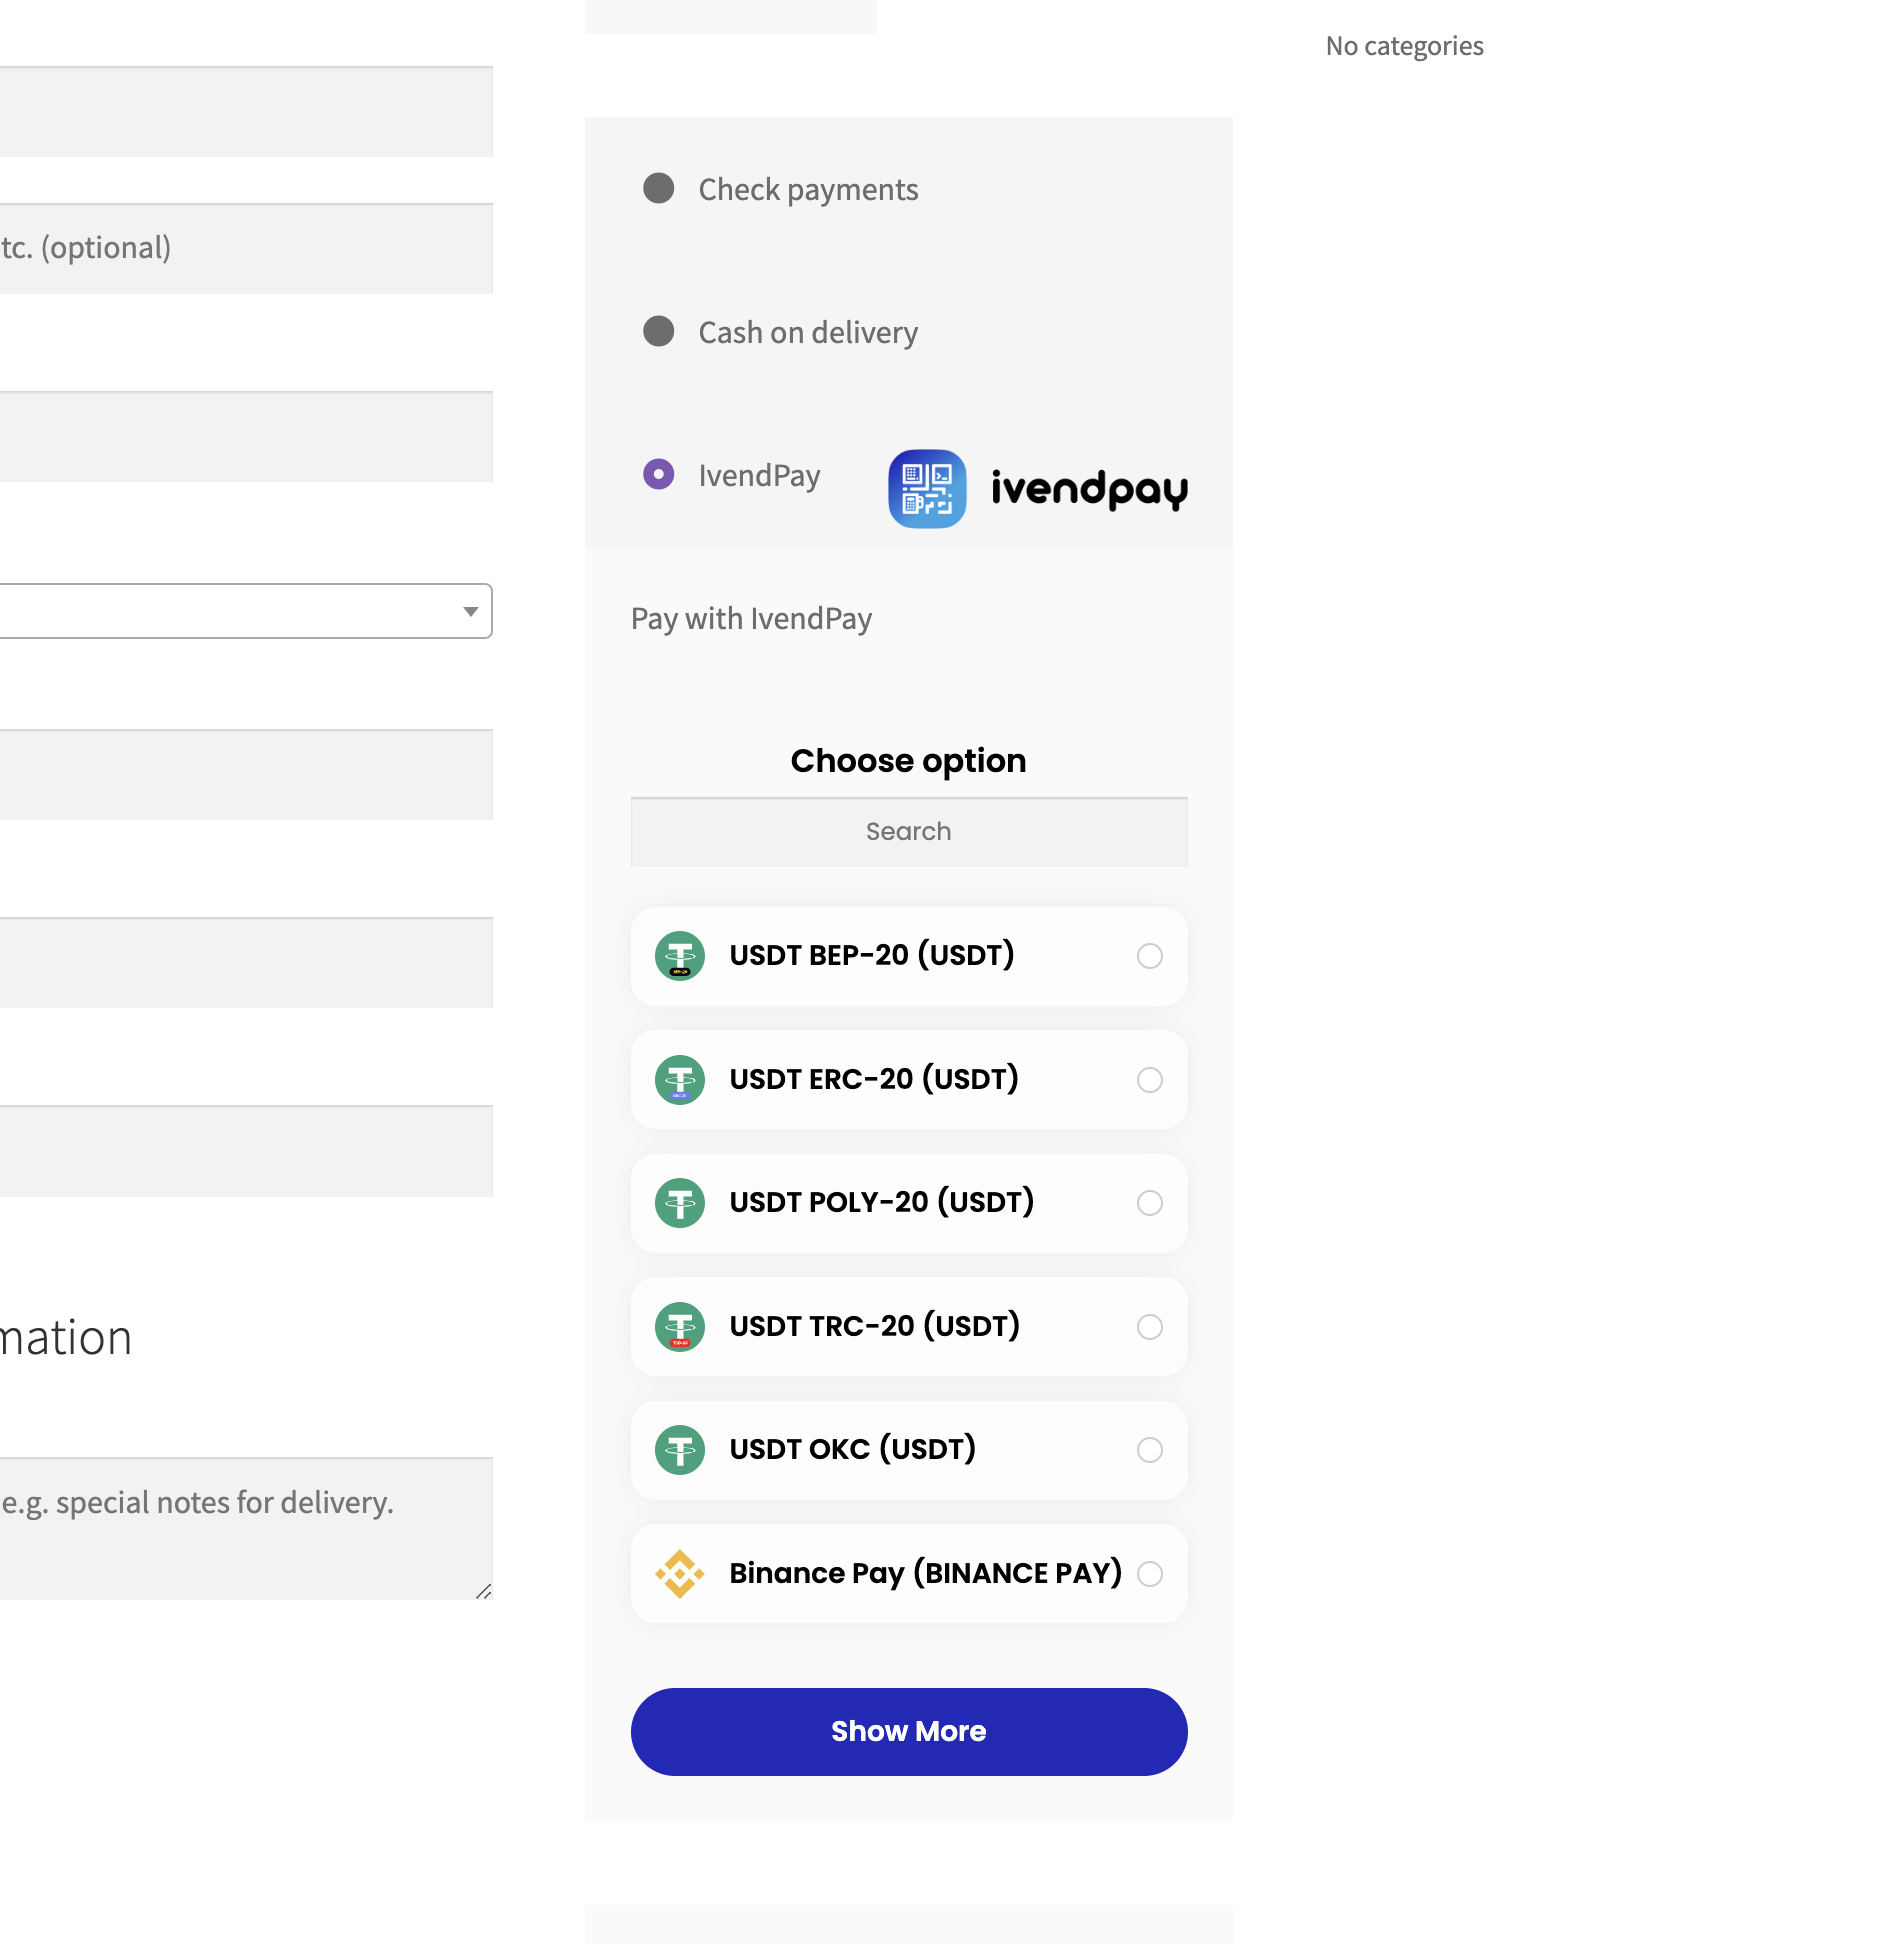 No categories
tc. (optional)
mation
e.g. special notes for delivery.
Check payments
Cash on delivery
IvendPay
ivendpay
Pay with IvendPay
Choose option
Search
USDT BEP-20 (USDT)
USDT ERC-20 (USDT)
USDT POLY-20 (USDT)
USDT TRC-20 (USDT)
USDT OKC (USDT)
Binance Pay (BINANCE PAY)
Show More